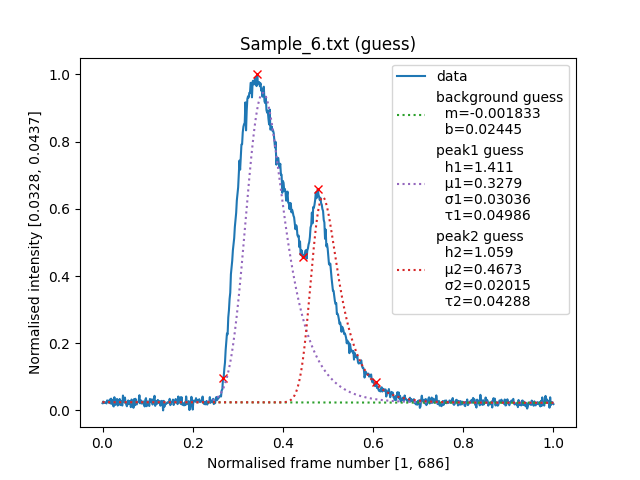 Sample_6.txt (guess)
1.0
0.8
0.6
0.4
0.2
0.0
Normalised intensity [0.0328, 0.0437]
data
background guess
m=-0.001833
b=0.02445
peak1 guess
h1=1.411
μ1=0.3279
σ1=0.03036
τ1=0.04986
peak2 guess
h2=1.059
μ2=0.4673
σ2=0.02015
τ2=0.04288
0.0 0.2 0.4 0.6 0.8 1.0
Normalised frame number [1, 686]